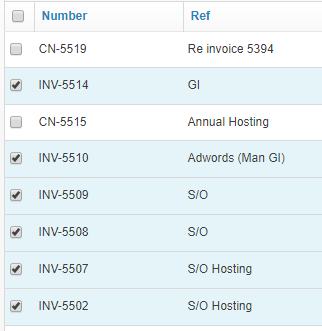 Number Ref
CN-5519 Re invoice 5394
INV-5514 GI
CN-5515 Annual Hosting
INV-5510 Adwords (Man GI)
INV-5509 S/O
INV-5508 S/O
INV-5507 S/O Hosting
INV-5502 S/O Hosting